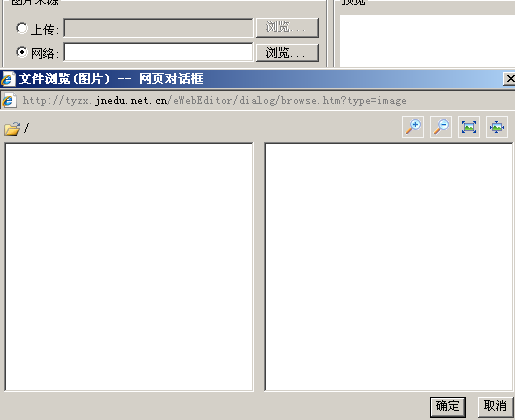 图片来源
预览
上传: 浏览...
网络: 浏览...
文件浏览(图片) -- 网页对话框
http://tyzx.jnedu.net.cn/eWebEditor/dialog/browse.htm?type=image
/
确定 取消